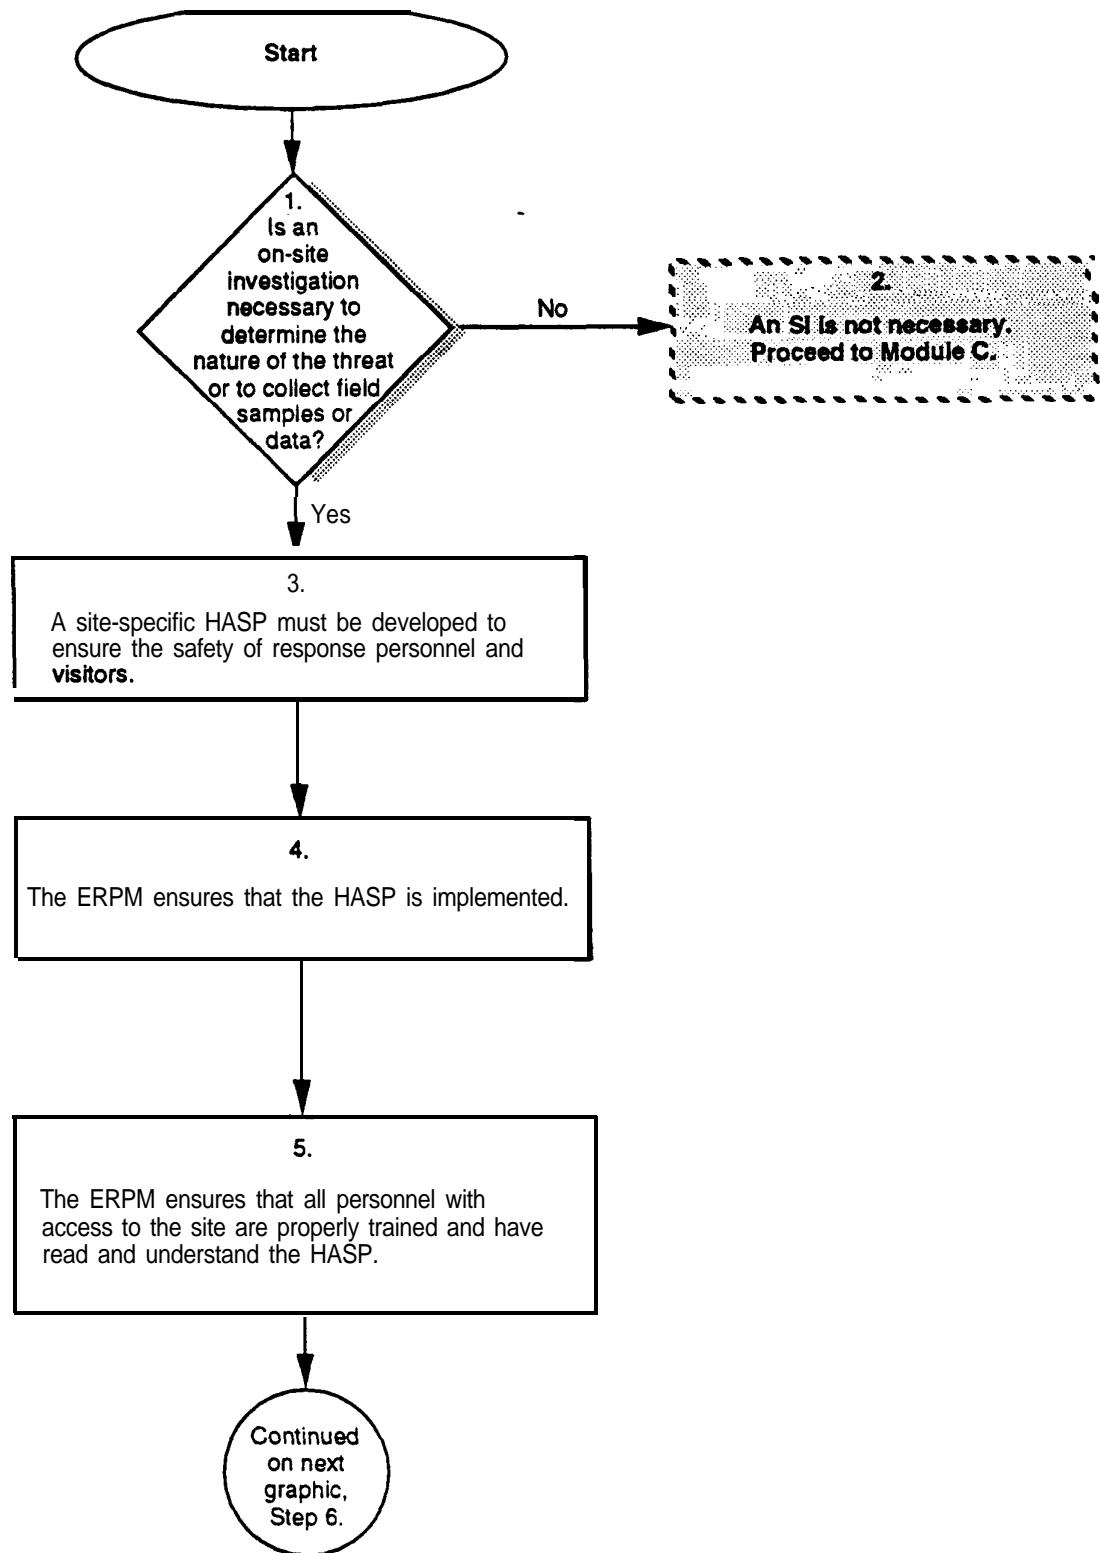 Start
1.
Is an
on-site
investigation
necessary to
determine the
nature of the threat
or to collect field
samples or
data?
No
2.
An SI is not necessary.
Proceed to Module C.
Yes
3.
A site-specific HASP must be developed to
ensure the safety of response personnel and
visitors.
4.
The ERPM ensures that the HASP is implemented.
5.
The ERPM ensures that all personnel with
access to the site are properly trained and have
read and understand the HASP.
Continued
on next
graphic,
Step 6.